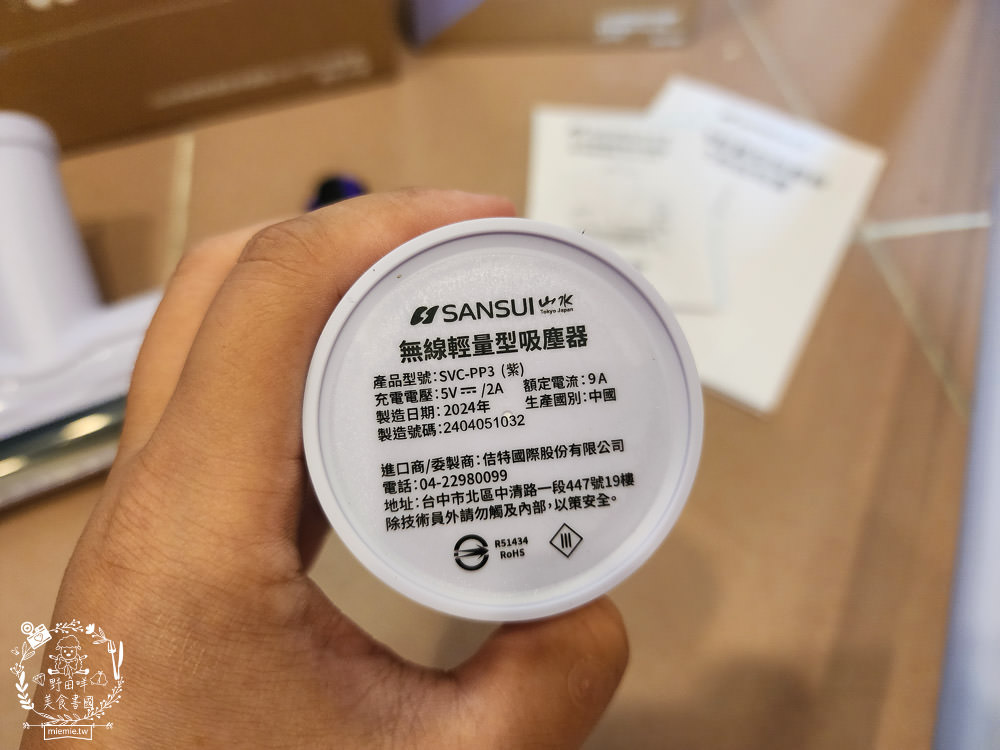 SANSUI 山水
Tokyo Japan
無線輕量型吸塵器
產品型號:SVC-PP3 (紫)
充電電壓:5V⎓/2A 額定電流:9A
製造日期:2024年 生產國別:中國
製造號碼:2404051032
進口商/委製商:佶特國際股份有限公司
電話:04-22980099
地址:台中市北區中清路一段447號19樓
除技術員外請勿觸及內部,以策安全。
R51434
RoHS
III
野田咩
美食書國
miemie.tw